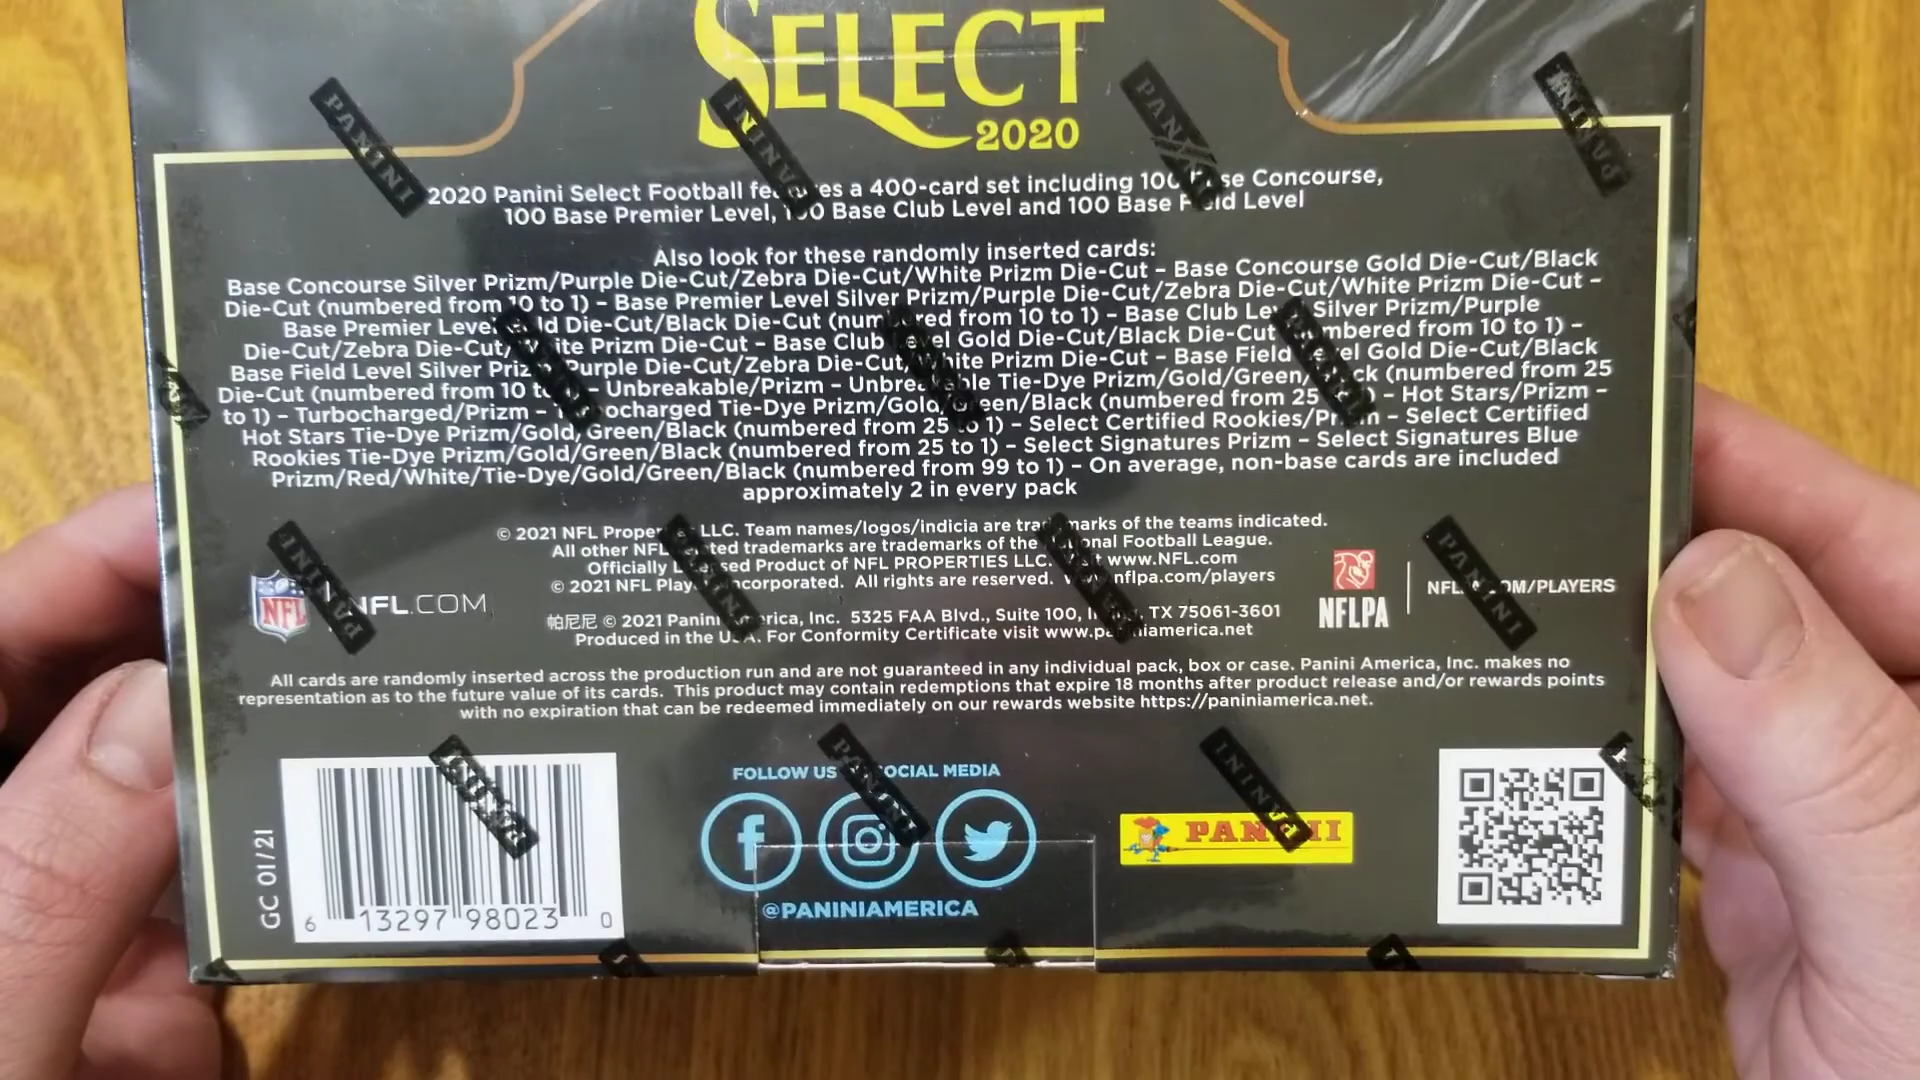 SELECT
2020
2020 Panini Select Football features a 400-card set including 100 Base Concourse,
100 Base Premier Level, 100 Base Club Level and 100 Base Field Level
Also look for these randomly inserted cards:
Base Concourse Silver Prizm/Purple Die-Cut/Zebra Die-Cut/White Prizm Die-Cut – Base Concourse Gold Die-Cut/Black
Die-Cut (numbered from 10 to 1) – Base Premier Level Silver Prizm/Purple Die-Cut/Zebra Die-Cut/White Prizm Die-Cut –
Base Premier Level Gold Die-Cut/Black Die-Cut (numbered from 10 to 1) – Base Club Level Silver Prizm/Purple
Die-Cut/Zebra Die-Cut/White Prizm Die-Cut – Base Club Level Gold Die-Cut/Black Die-Cut (numbered from 10 to 1) –
Base Field Level Silver Prizm/Purple Die-Cut/Zebra Die-Cut/White Prizm Die-Cut – Base Field Level Gold Die-Cut/Black
Die-Cut (numbered from 10 to 1) – Unbreakable/Prizm – Unbreakable Tie-Dye Prizm/Gold/Green/Black (numbered from 25
to 1) – Turbocharged/Prizm – Turbocharged Tie-Dye Prizm/Gold/Green/Black (numbered from 25 to 1) – Hot Stars/Prizm –
Hot Stars Tie-Dye Prizm/Gold/Green/Black (numbered from 25 to 1) – Select Certified Rookies/Prizm – Select Certified
Rookies Tie-Dye Prizm/Gold/Green/Black (numbered from 25 to 1) – Select Signatures Prizm – Select Signatures Blue
Prizm/Red/White/Tie-Dye/Gold/Green/Black (numbered from 99 to 1) – On average, non-base cards are included
approximately 2 in every pack
© 2021 NFL Properties LLC. Team names/logos/indicia are trademarks of the teams indicated.
All other NFL-related trademarks are trademarks of the National Football League.
Officially Licensed Product of NFL PROPERTIES LLC. Visit www.NFL.com
© 2021 NFL Players Incorporated. All rights are reserved. www.nflpa.com/players
帕尼尼 © 2021 Panini America, Inc. 5325 FAA Blvd., Suite 100, Irving, TX 75061-3601
Produced in the USA. For Conformity Certificate visit www.paniniamerica.net
NFL
NFL.COM
NFLPA
NFLPA.COM/PLAYERS
All cards are randomly inserted across the production run and are not guaranteed in any individual pack, box or case. Panini America, Inc. makes no
representation as to the future value of its cards. This product may contain redemptions that expire 18 months after product release and/or rewards points
with no expiration that can be redeemed immediately on our rewards website https://paniniamerica.net.
GC 01/21
6 13297 98023 0
FOLLOW US SOCIAL MEDIA
@PANINIAMERICA
PANINI
PANINI
PANINI
PANINI
PANINI
PANINI
PANINI
PANINI
PANINI
PANINI
PANINI